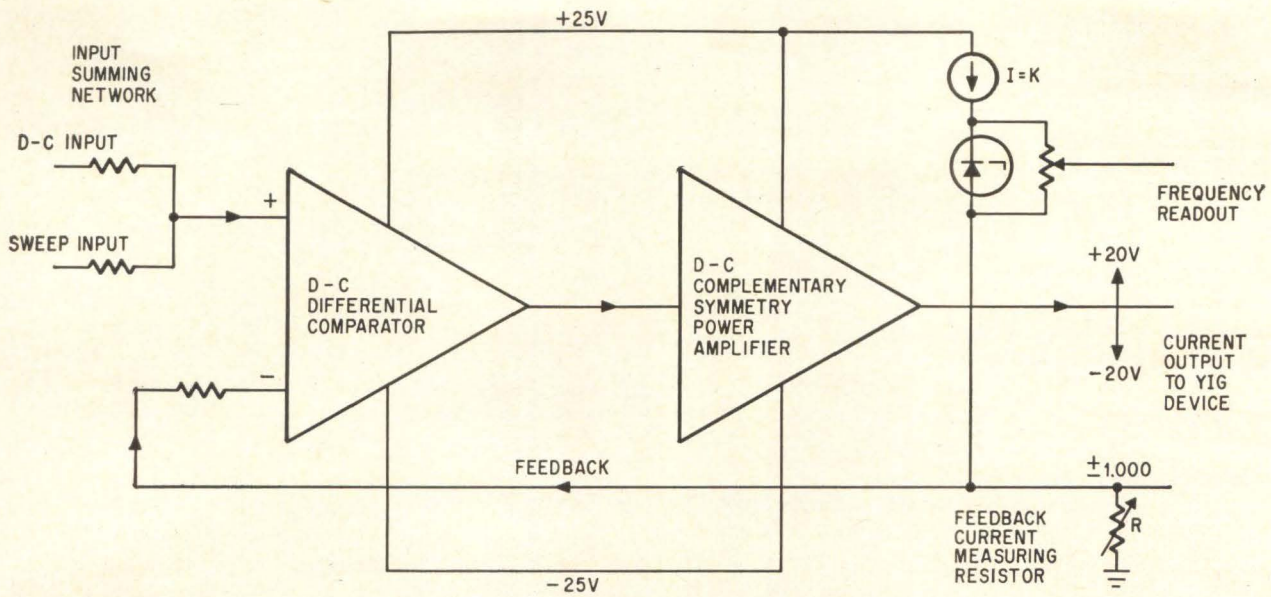 +25V
INPUT
SUMMING
NETWORK
I=K
D-C INPUT
+
FREQUENCY
READOUT
SWEEP INPUT
D-C
DIFFERENTIAL
COMPARATOR
D-C
COMPLEMENTARY
SYMMETRY
POWER
AMPLIFIER
+20V
-20V
CURRENT
OUTPUT
TO YIG
DEVICE
-
FEEDBACK
±1.000
R
FEEDBACK
CURRENT
MEASURING
RESISTOR
-25V